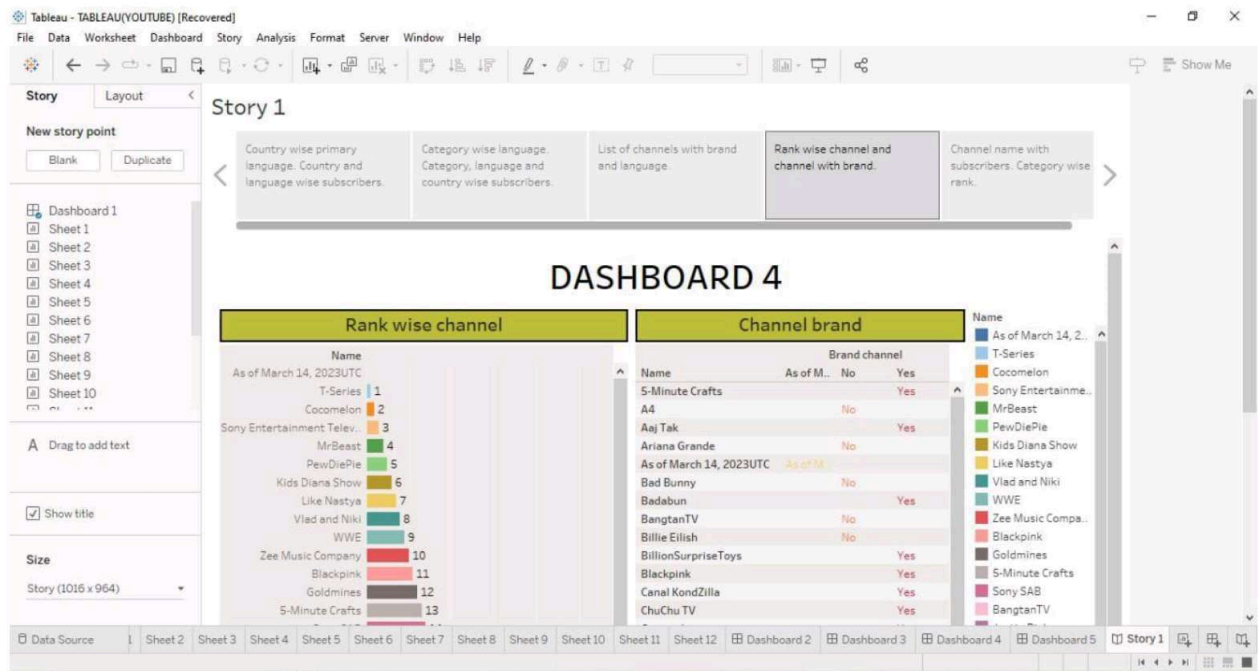 Tableau - TABLEAU(YOUTUBE) [Recovered]
File Data Worksheet Dashboard Story Analysis Format Server Window Help
Show Me
Story Layout
New story point
Blank Duplicate
Dashboard 1
Sheet 1
Sheet 2
Sheet 3
Sheet 4
Sheet 5
Sheet 6
Sheet 7
Sheet 8
Sheet 9
Sheet 10
A Drag to add text
Show title
Size
Story (1016 x 964)
Story 1
Country wise primary
language. Country and
language wise subscribers.
Category wise language.
Category, language and
country wise subscribers.
List of channels with brand
and language.
Rank wise channel and
channel with brand.
Channel name with
subscribers. Category wise
rank.
DASHBOARD 4
Rank wise channel
Name
As of March 14, 2023UTC
T-Series 1
Cocomelon 2
Sony Entertainment Telev.. 3
MrBeast 4
PewDiePie 5
Kids Diana Show 6
Like Nastya 7
Vlad and Niki 8
WWE 9
Zee Music Company 10
Blackpink 11
Goldmines 12
5-Minute Crafts 13
Channel brand
Brand channel
Name As of M.. No Yes
5-Minute Crafts Yes
A4 No
Aaj Tak Yes
Ariana Grande No
As of March 14, 2023UTC As of M..
Bad Bunny No
Badabun Yes
BangtanTV No
Billie Eilish No
BillionSurpriseToys Yes
Blackpink Yes
Canal KondZilla Yes
ChuChu TV Yes
Name
As of March 14, 2..
T-Series
Cocomelon
Sony Entertainme..
MrBeast
PewDiePie
Kids Diana Show
Like Nastya
Vlad and Niki
WWE
Zee Music Compa..
Blackpink
Goldmines
5-Minute Crafts
Sony SAB
BangtanTV
Data Source Sheet 2 Sheet 3 Sheet 4 Sheet 5 Sheet 6 Sheet 7 Sheet 8 Sheet 9 Sheet 10 Sheet 11 Sheet 12 Dashboard 2 Dashboard 3 Dashboard 4 Dashboard 5 Story 1